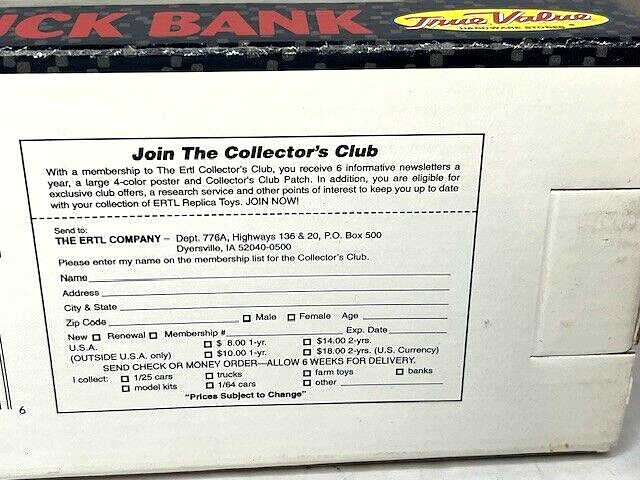 UCK BANK
True Value
HARDWARE STORES
Join The Collector's Club
With a membership to The Ertl Collector's Club, you receive 6 informative newsletters a
year, a large 4-color poster and Collector's Club Patch. In addition, you are eligible for
exclusive club offers, a research service and other points of interest to keep you up to date
with your collection of ERTL Replica Toys. JOIN NOW!
Send to:
THE ERTL COMPANY – Dept. 776A, Highways 136 & 20, P.O. Box 500
Dyersville, IA 52040-0500
Please enter my name on the membership list for the Collector's Club.
Name
Address
City & State
Zip Code Male Female Age
New Renewal Membership # Exp. Date
U.S.A. $ 8.00 1-yr. $14.00 2-yrs.
(OUTSIDE U.S.A. only) $10.00 1-yr. $18.00 2-yrs. (U.S. Currency)
SEND CHECK OR MONEY ORDER—ALLOW 6 WEEKS FOR DELIVERY.
I collect: 1/25 cars trucks farm toys banks
model kits 1/64 cars other
"Prices Subject to Change"
6